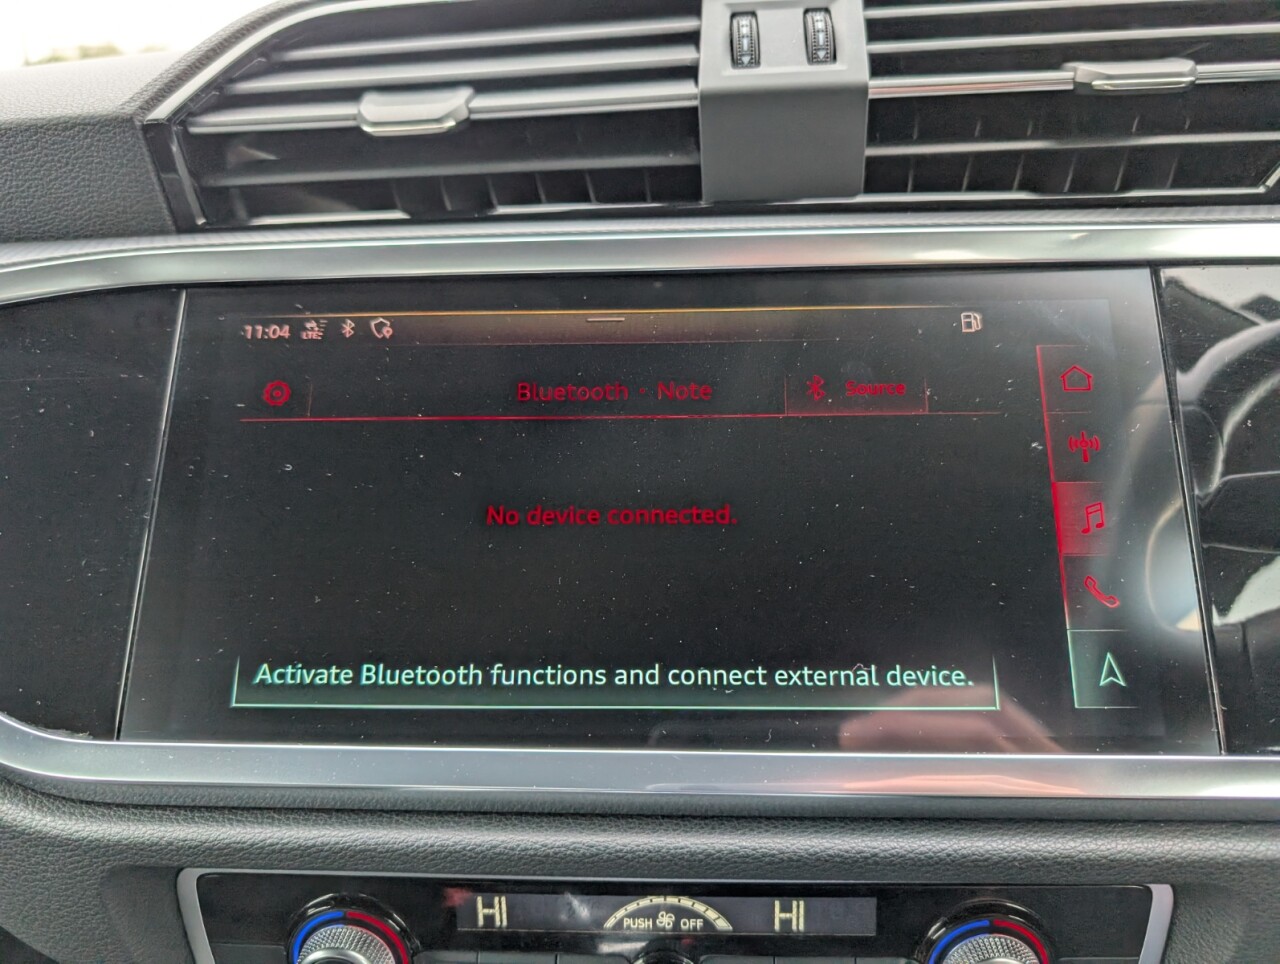 11:04 LTE
Bluetooth - Note
Source
No device connected.
Activate Bluetooth functions and connect external device.
HI
PUSH OFF
HI